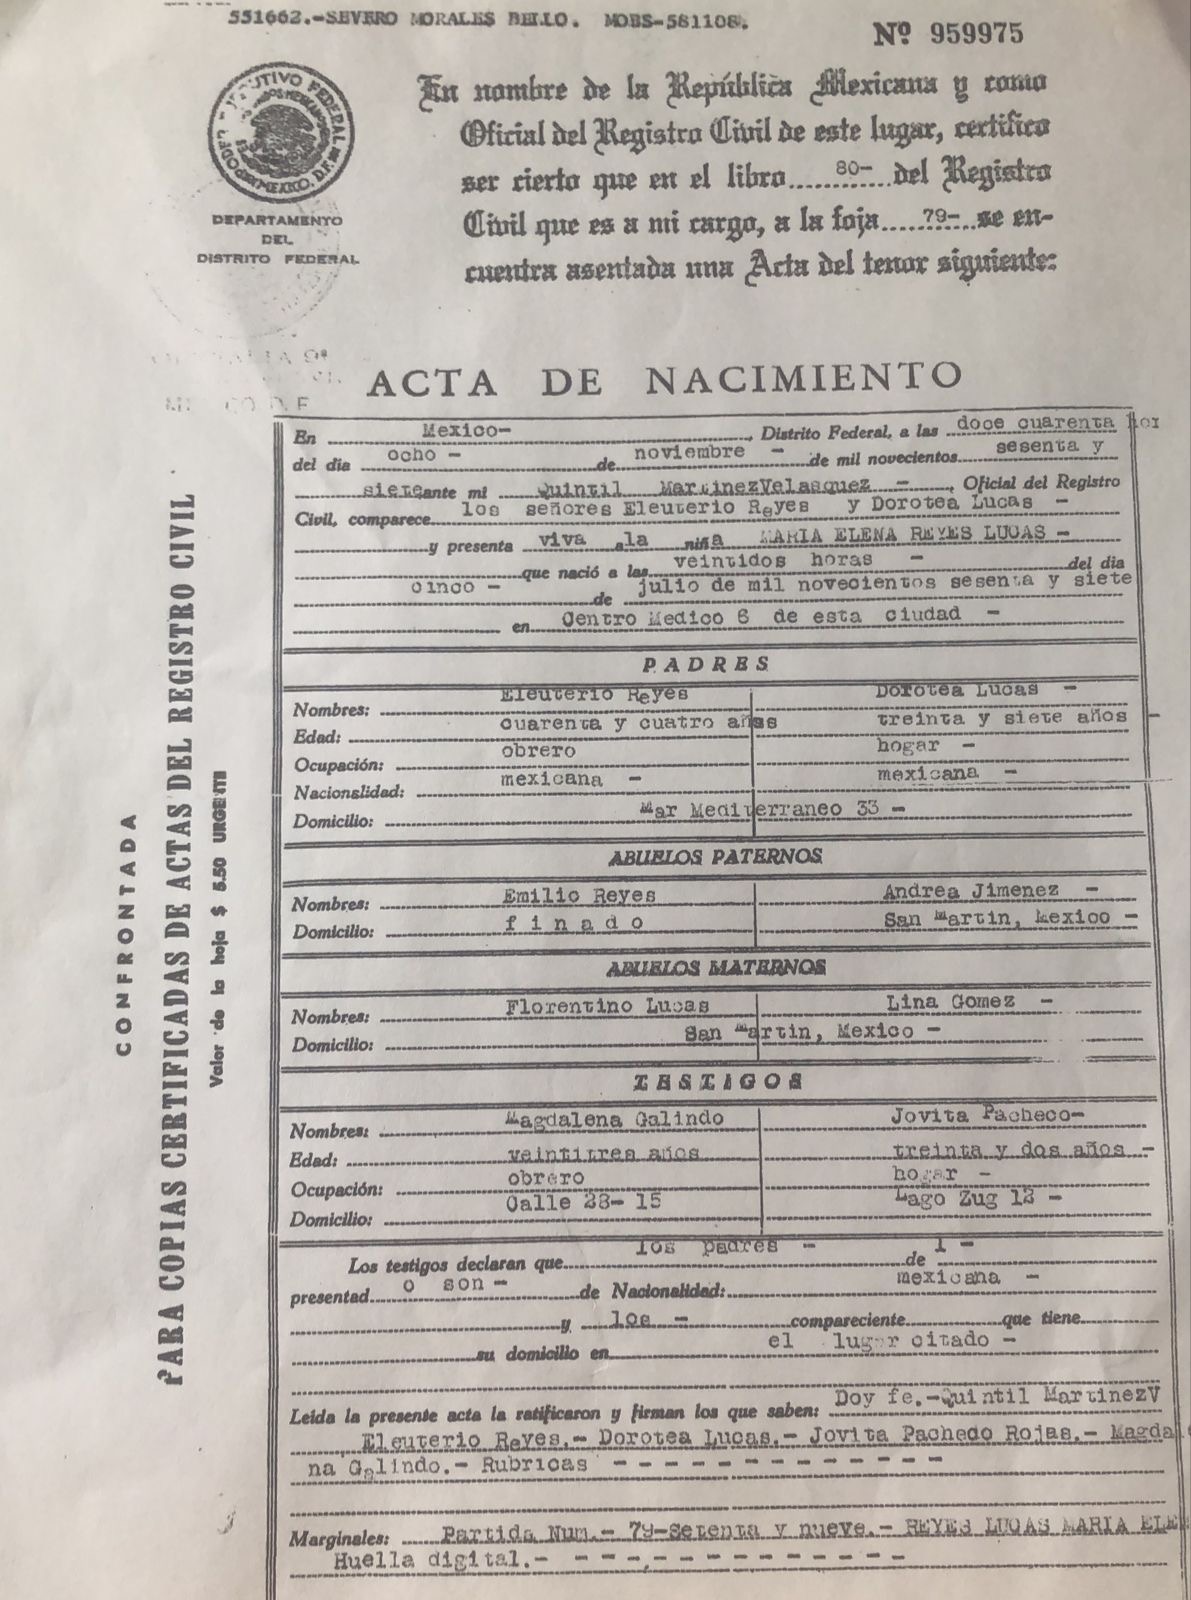 551662.-SEVERO MORALES BELLO. MOBS-581108.
Nº 959975
En nombre de la República Mexicana y como
Oficial del Registro Civil de este lugar, certifico
ser cierto que en el libro 80- del Registro
Civil que es a mi cargo, a la foja 79- se en-
cuentra asentada una Acta del tenor siguiente:
MEXICO, D.F.
DEPARTAMENTO
DEL
DISTRITO FEDERAL
ACTA DE NACIMIENTO
En Mexico- , Distrito Federal, a las doce cuarenta hor
del dia ocho - de noviembre - de mil novecientos sesenta y
siete ante mi Quintil MartinezVelasquez - , Oficial del Registro
Civil, comparece los señores Eleuterio Reyes y Dorotea Lucas -
y presenta viva a la niña MARIA ELENA REYES LUCAS -
que nació a las veintidos horas - del dia
cinco - de julio de mil novecientos sesenta y siete
en Centro Medico 6 de esta ciudad -
PADRES
Nombres: Eleuterio Reyes Dorotea Lucas -
Edad: cuarenta y cuatro años treinta y siete años -
Ocupación: obrero hogar -
Nacionalidad: mexicana - mexicana -
Domicilio: Mar Mediterraneo 33 -
ABUELOS PATERNOS
Nombres: Emilio Reyes Andrea Jimenez -
Domicilio: f i n a d o San Martin, Mexico -
ABUELOS MATERNOS
Nombres: Florentino Lucas Lina Gomez -
Domicilio: San Martin, Mexico -
TESTIGOS
Nombres: Magdalena Galindo Jovita Pacheco-
Edad: veintitres años treinta y dos años -
Ocupación: obrero hogar -
Domicilio: Calle 28- 15 Lago Zug 12 -
Los testigos declaran que los padres - de l -
presentad o son - de Nacionalidad: mexicana -
y los - compareciente que tiene
su domicilio en el lugar citado -
Leida la presente acta la ratificaron y firman los que saben: Doy fe.-Quintil MartinezV
Eleuterio Reyes.- Dorotea Lucas.- Jovita Pachedo Rojas.- Magda
na Galindo.- Rubricas - - - - - - - - - - - - -
Marginales: Partida Num.- 79-Setenta y nueve.- REYES LUCAS MARIA ELE
Huella digital.- - - - - - - - - - - - - -
CONFRONTADA
PARA COPIAS CERTIFICADAS DE ACTAS DEL REGISTRO CIVIL
Valor de la hoja $ 5.50 URGENTE